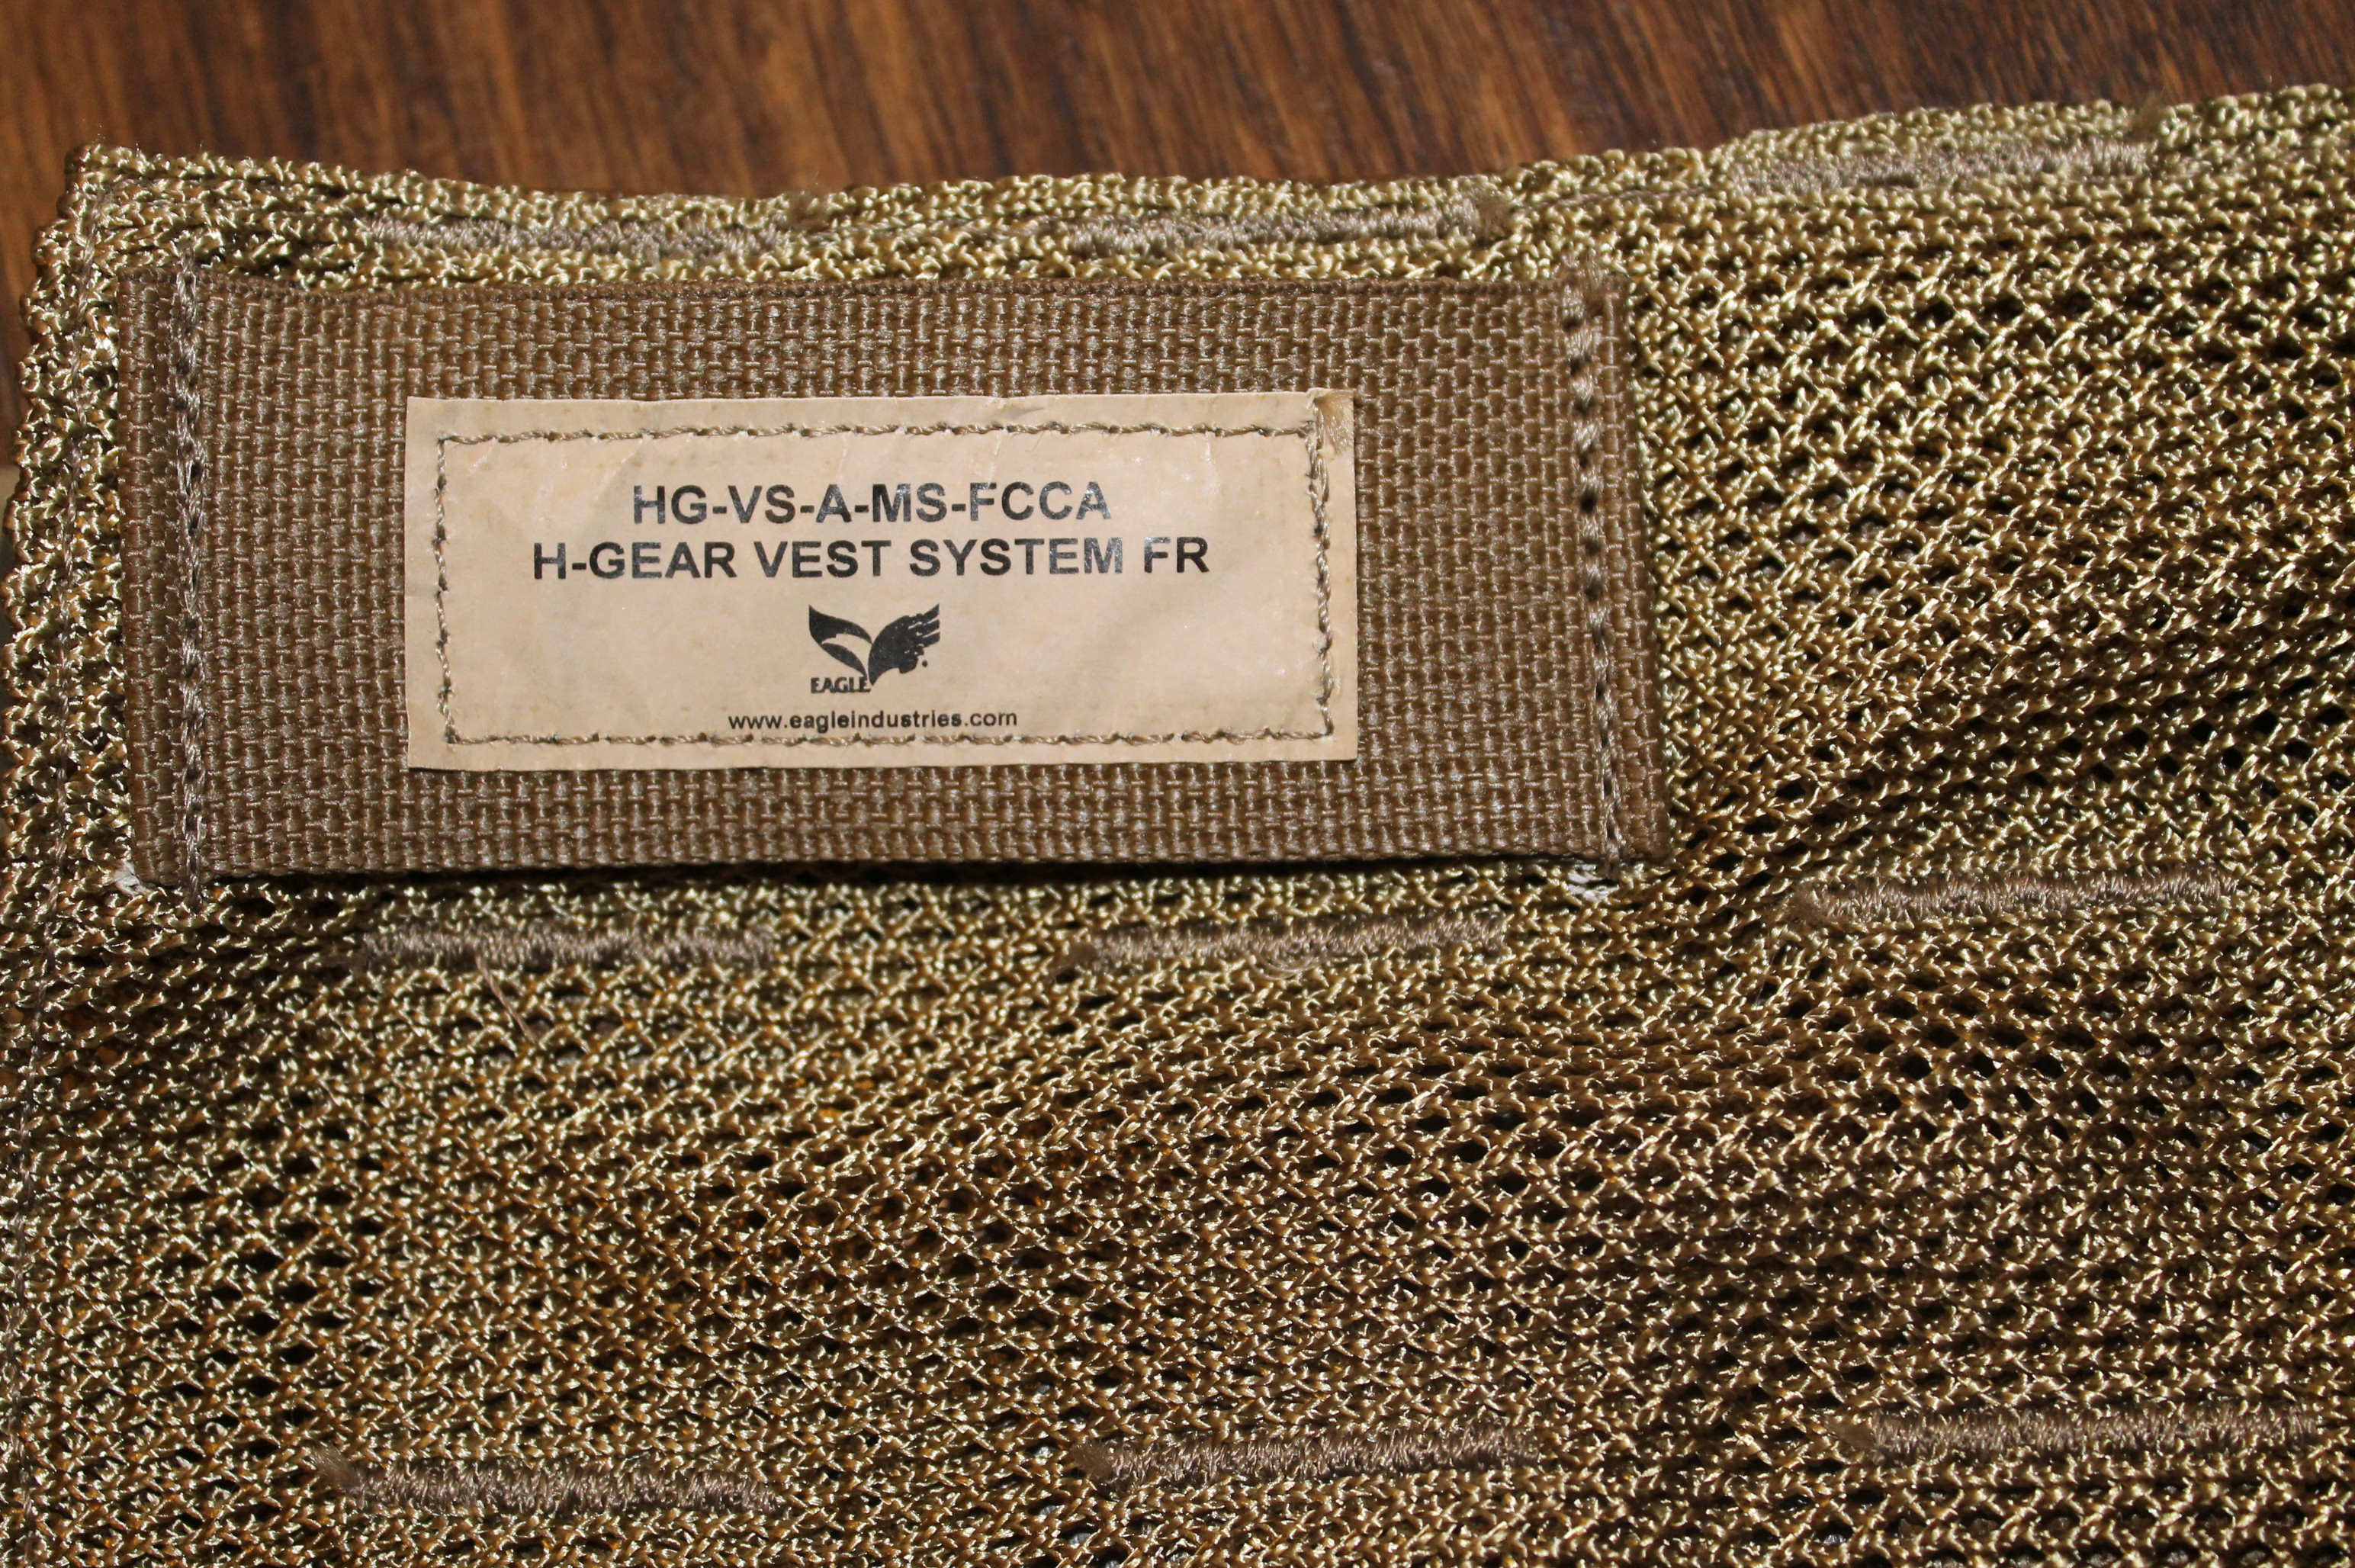 HG-VS-A-MS-FCCA
H-GEAR VEST SYSTEM FR
EAGLE
www.eagleindustries.com